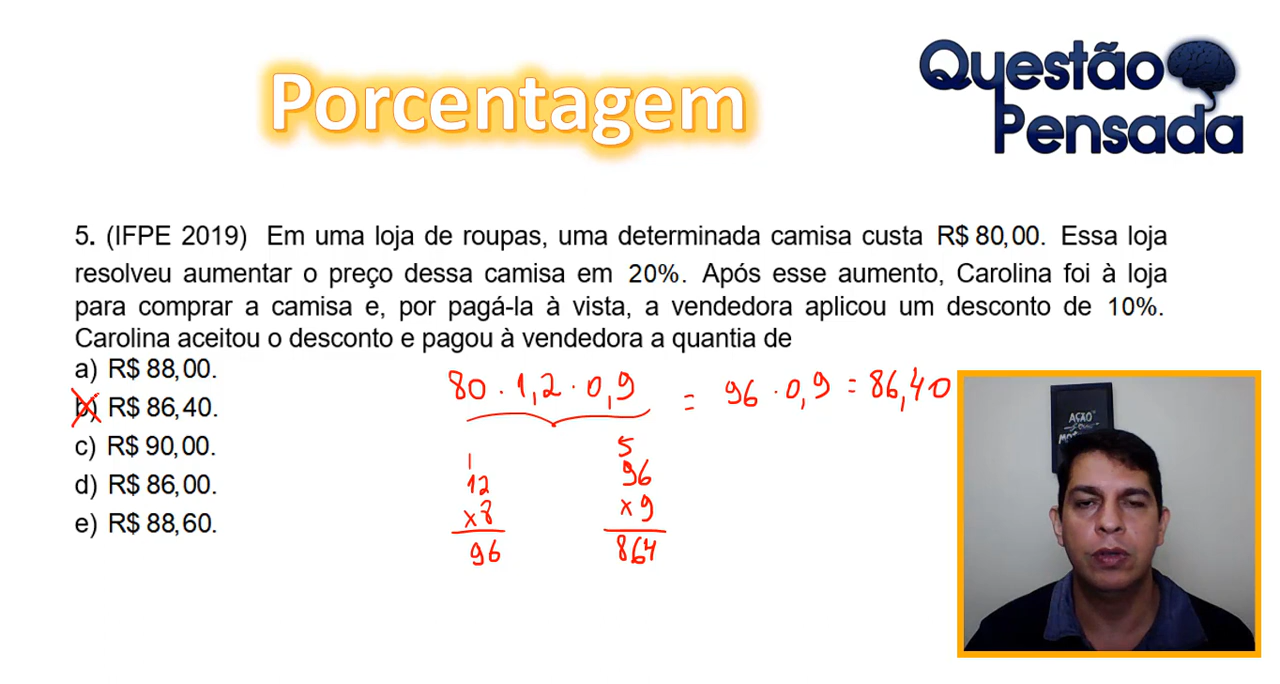 Porcentagem
Questão
Pensada
5. (IFPE 2019) Em uma loja de roupas, uma determinada camisa custa R$ 80,00. Essa loja
resolveu aumentar o preço dessa camisa em 20%. Após esse aumento, Carolina foi à loja
para comprar a camisa e, por pagá-la à vista, a vendedora aplicou um desconto de 10%.
Carolina aceitou o desconto e pagou à vendedora a quantia de
a) R$ 88,00.
b) R$ 86,40.
c) R$ 90,00.
d) R$ 86,00.
e) R$ 88,60.
80 · 1,2 · 0,9 = 96 · 0,9 = 86,40
1
12
x8
96
5
96
x9
864
AÇÃO